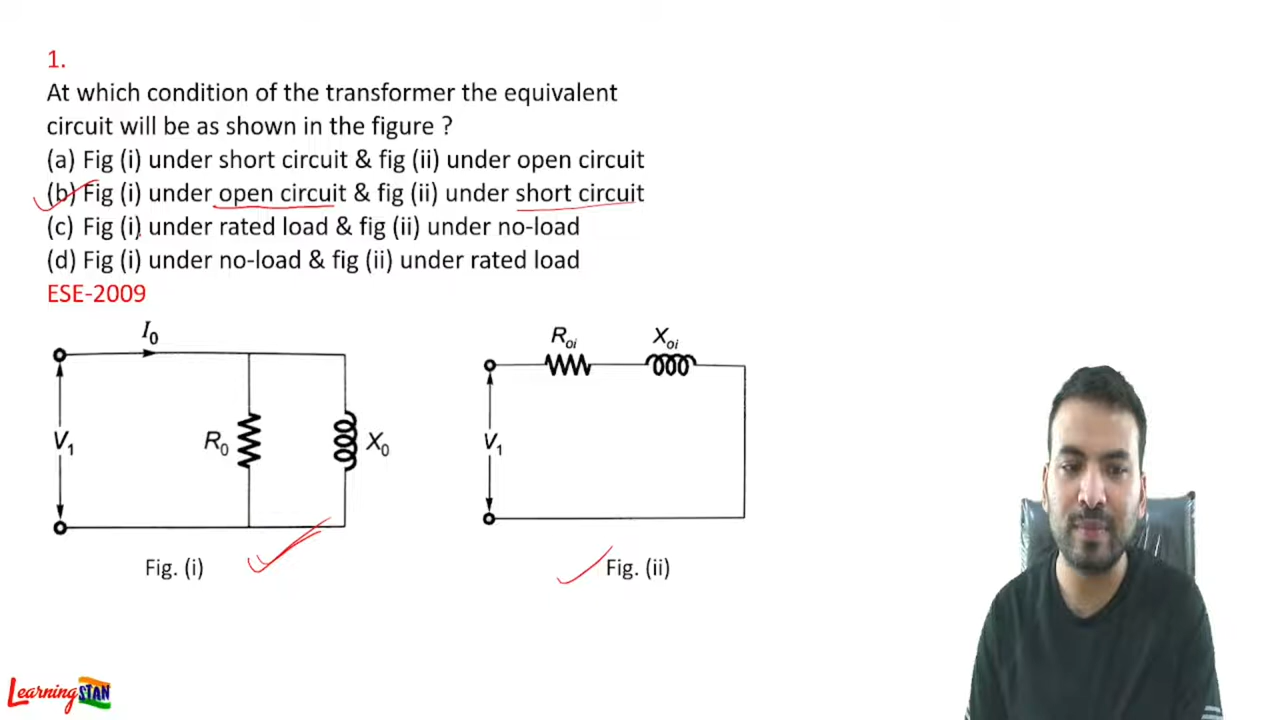 1.
At which condition of the transformer the equivalent
circuit will be as shown in the figure ?
(a) Fig (i) under short circuit & fig (ii) under open circuit
(b) Fig (i) under open circuit & fig (ii) under short circuit
(c) Fig (i) under rated load & fig (ii) under no-load
(d) Fig (i) under no-load & fig (ii) under rated load
ESE-2009
I0
V1
R0
X0
Fig. (i)
Roi
Xoi
V1
Fig. (ii)
LearningSTAN